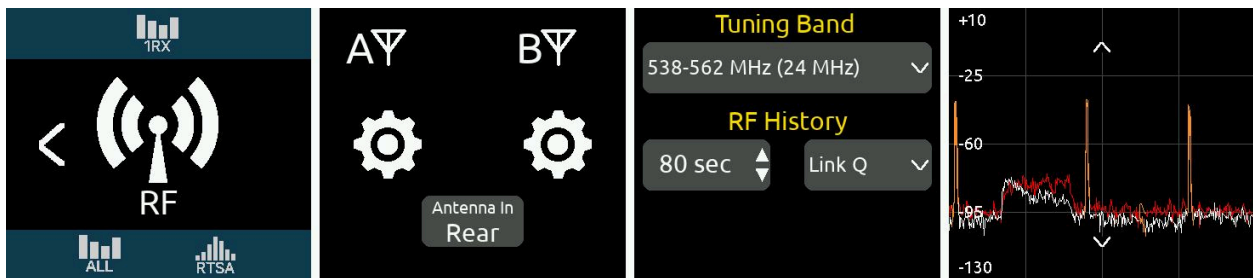 1RX
RF
ALL
RTSA
A
B
Antenna In
Rear
Tuning Band
538-562 MHz (24 MHz)
RF History
80 sec
Link Q
+10
-25
-60
-95
-130